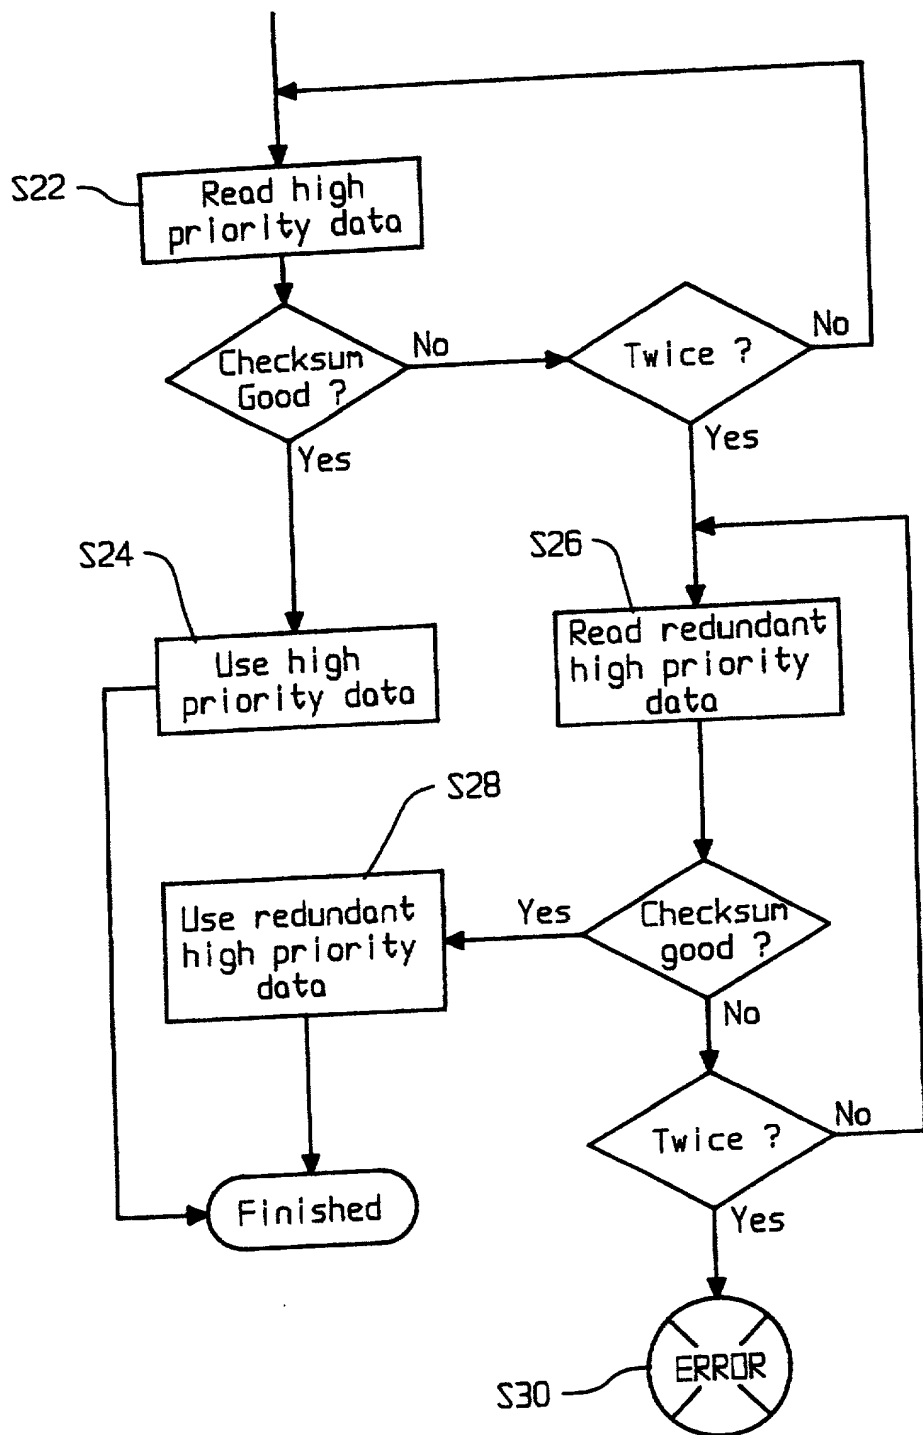 S22
Read high
priority data
Checksum
Good ?
No
Twice ?
No
Yes
Yes
S24
S26
Use high
priority data
Read redundant
high priority
data
S28
Use redundant
high priority
data
Yes
Checksum
good ?
No
Twice ?
No
Finished
Yes
S30
ERROR